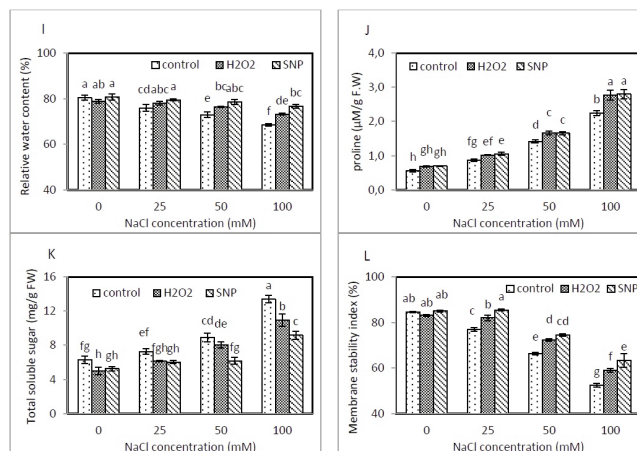 I
Relative water content (%)
100
80
60
40
control H2O2 SNP
a ab a
cd abc a
e bc abc
f de bc
0 25 50 100
NaCl concentration (mM)
J
proline (µM/g F.W)
4,0
3,0
2,0
1,0
0,0
control H2O2 SNP
h gh gh
fg ef e
d c c
b a a
0 25 50 100
NaCl concentration (mM)
K
Total soluble sugar (mg/g FW)
16
12
8
4
0
control H2O2 SNP
fg h gh
ef fgh gh
cd de fg
a b c
0 25 50 100
NaCl concentration (mM)
L
Membrane stability index (%)
100
80
60
40
control H2O2 SNP
ab ab ab
c b a
e d cd
g f e
0 25 50 100
NaCl concentration (mM)